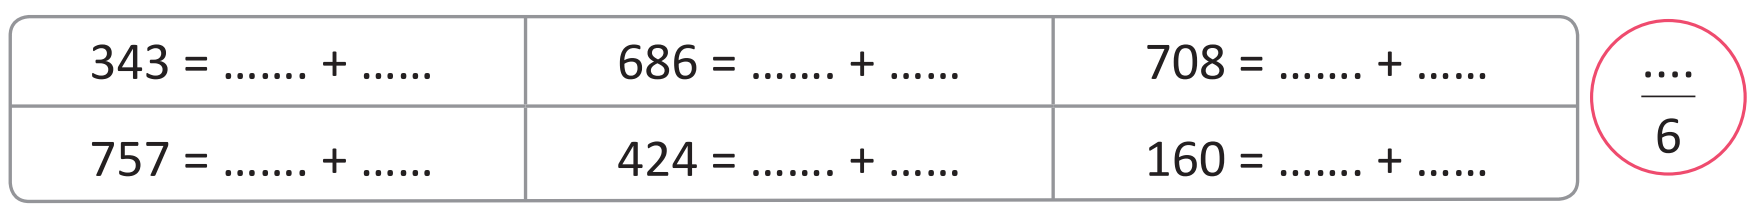 343 = ....... + ......
686 = ....... + ......
708 = ....... + ......
....
6
757 = ....... + ......
424 = ....... + ......
160 = ....... + ......